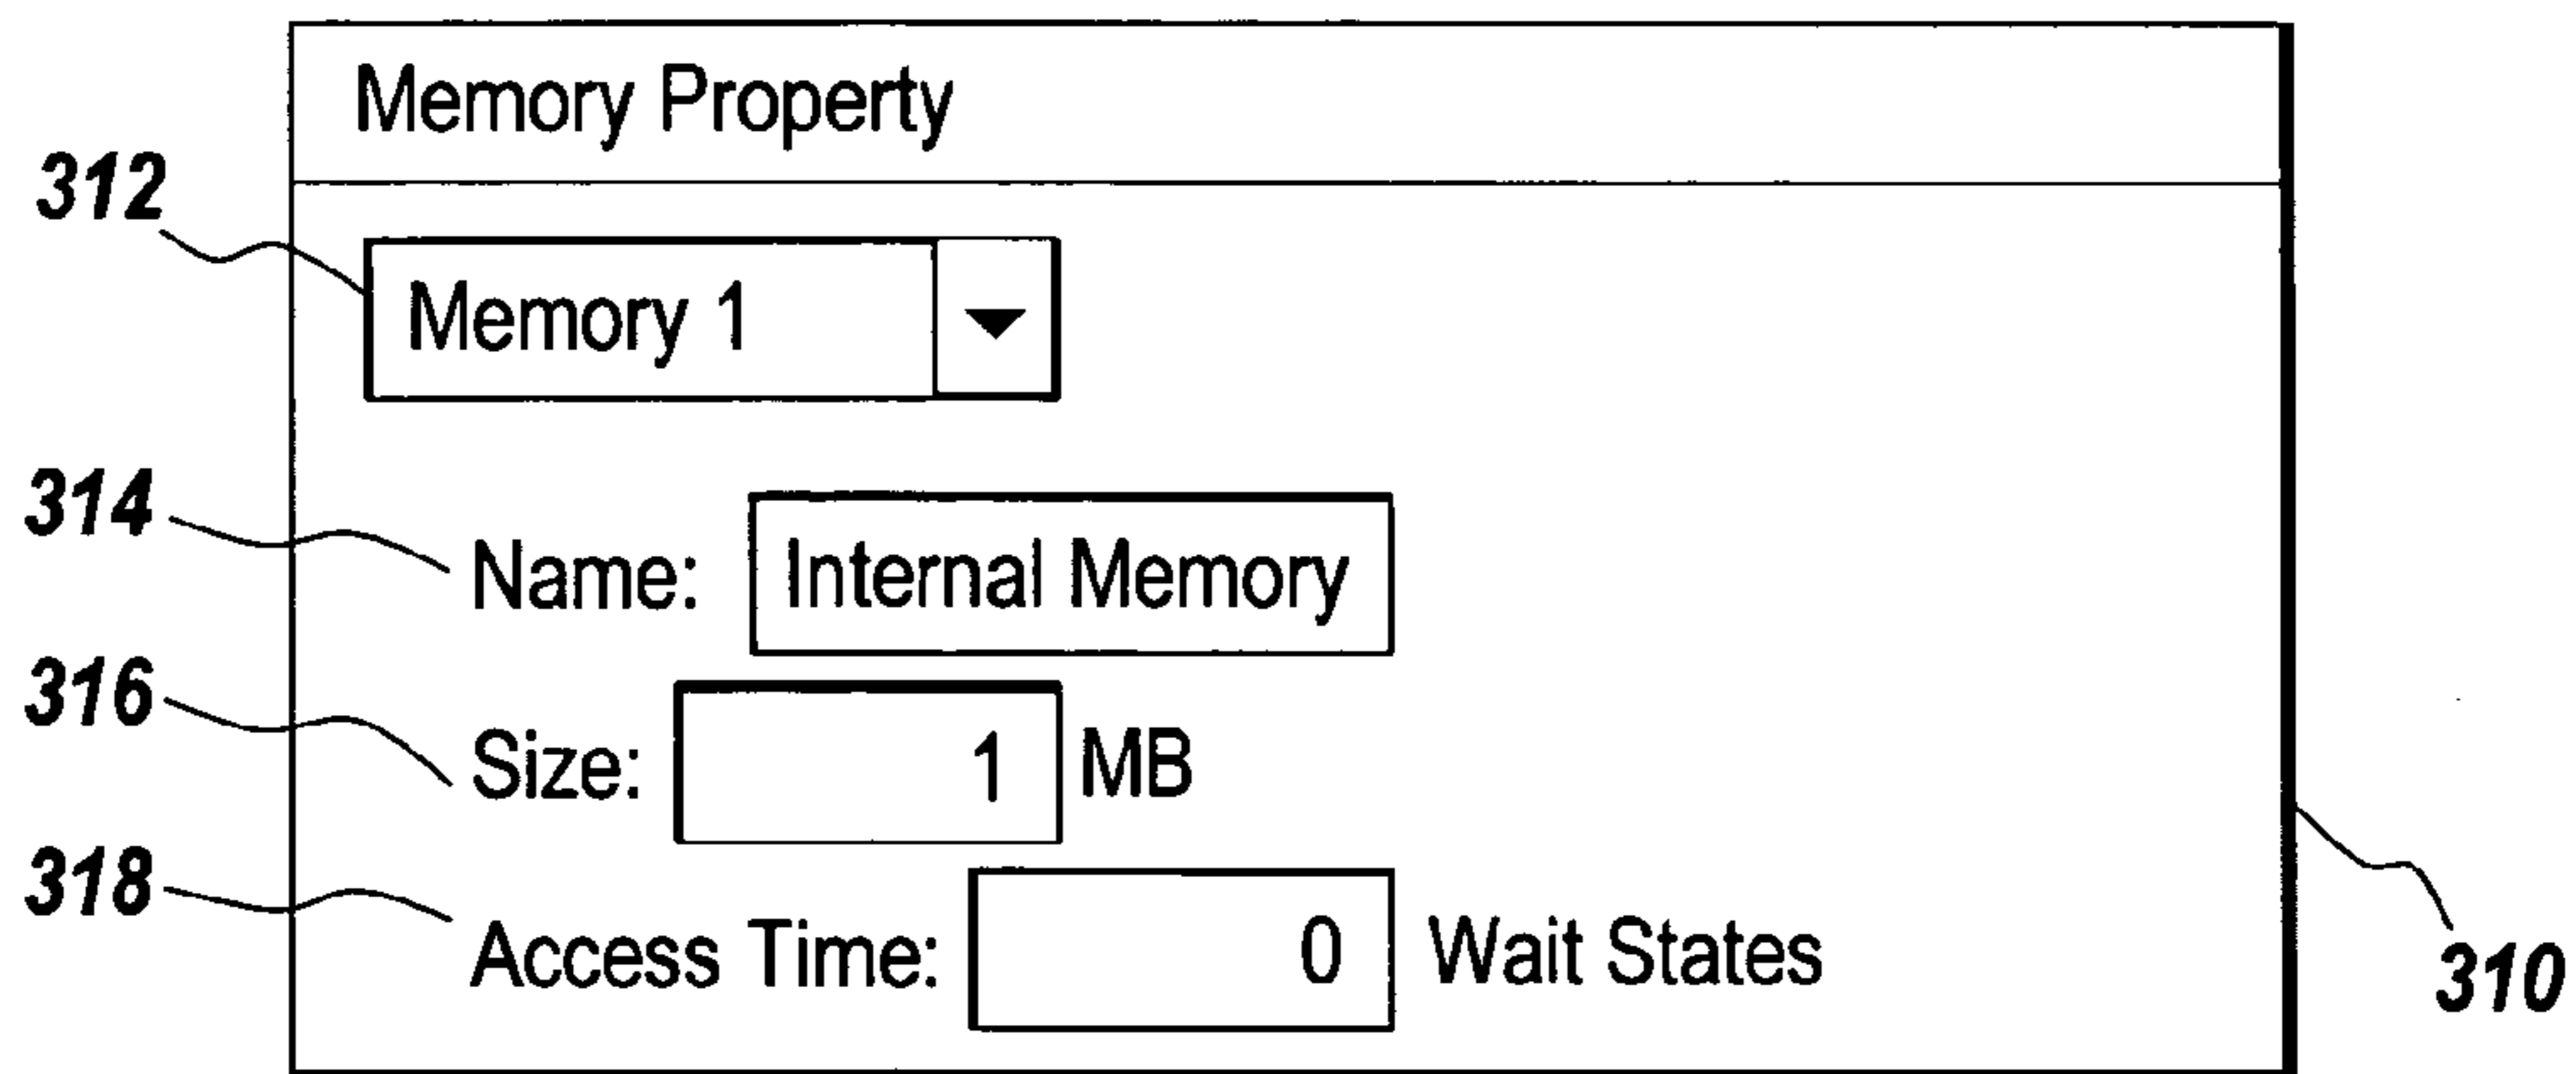 Memory Property
312
Memory 1
314
Name: Internal Memory
316
Size: 1 MB
318
Access Time: 0 Wait States
310